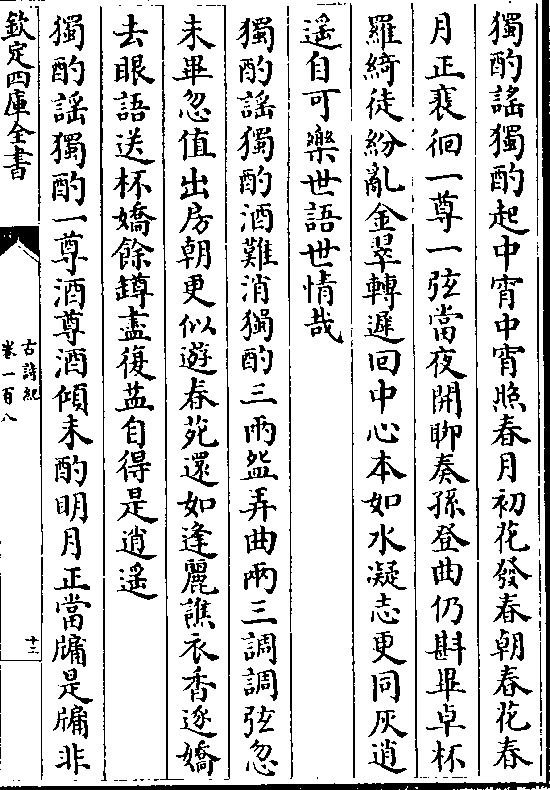 獨酌謠獨酌起中宵中宵照春月初花發春朝春花春
月正裵佪一尊一弦當夜開聊奏孫登曲仍斟畢卓杯
羅綺徒紛亂金翠轉遲回中心本如水凝志更同灰逍
遥自可樂世語世情哉
獨酌謠獨酌酒難消獨酌三兩盌弄曲兩三調調弦忽
未畢忽值出房朝更似遊春苑還如逢麗譙衣香逐嬌
去眼語送杯嬌餘罇盡復益自得是逍遥
獨酌謠獨酌一尊酒尊酒傾未酌明月正當牖是牖非
欽定四庫全書
古詩紀
卷一百八
十三